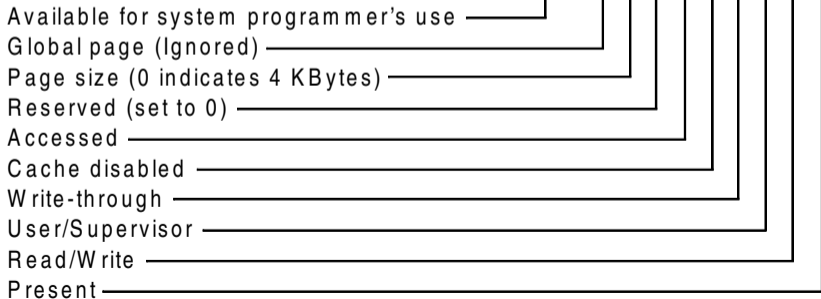 Available for system programmer's use
Global page (Ignored)
Page size (0 indicates 4 KBytes)
Reserved (set to 0)
Accessed
Cache disabled
Write-through
User/Supervisor
Read/Write
Present